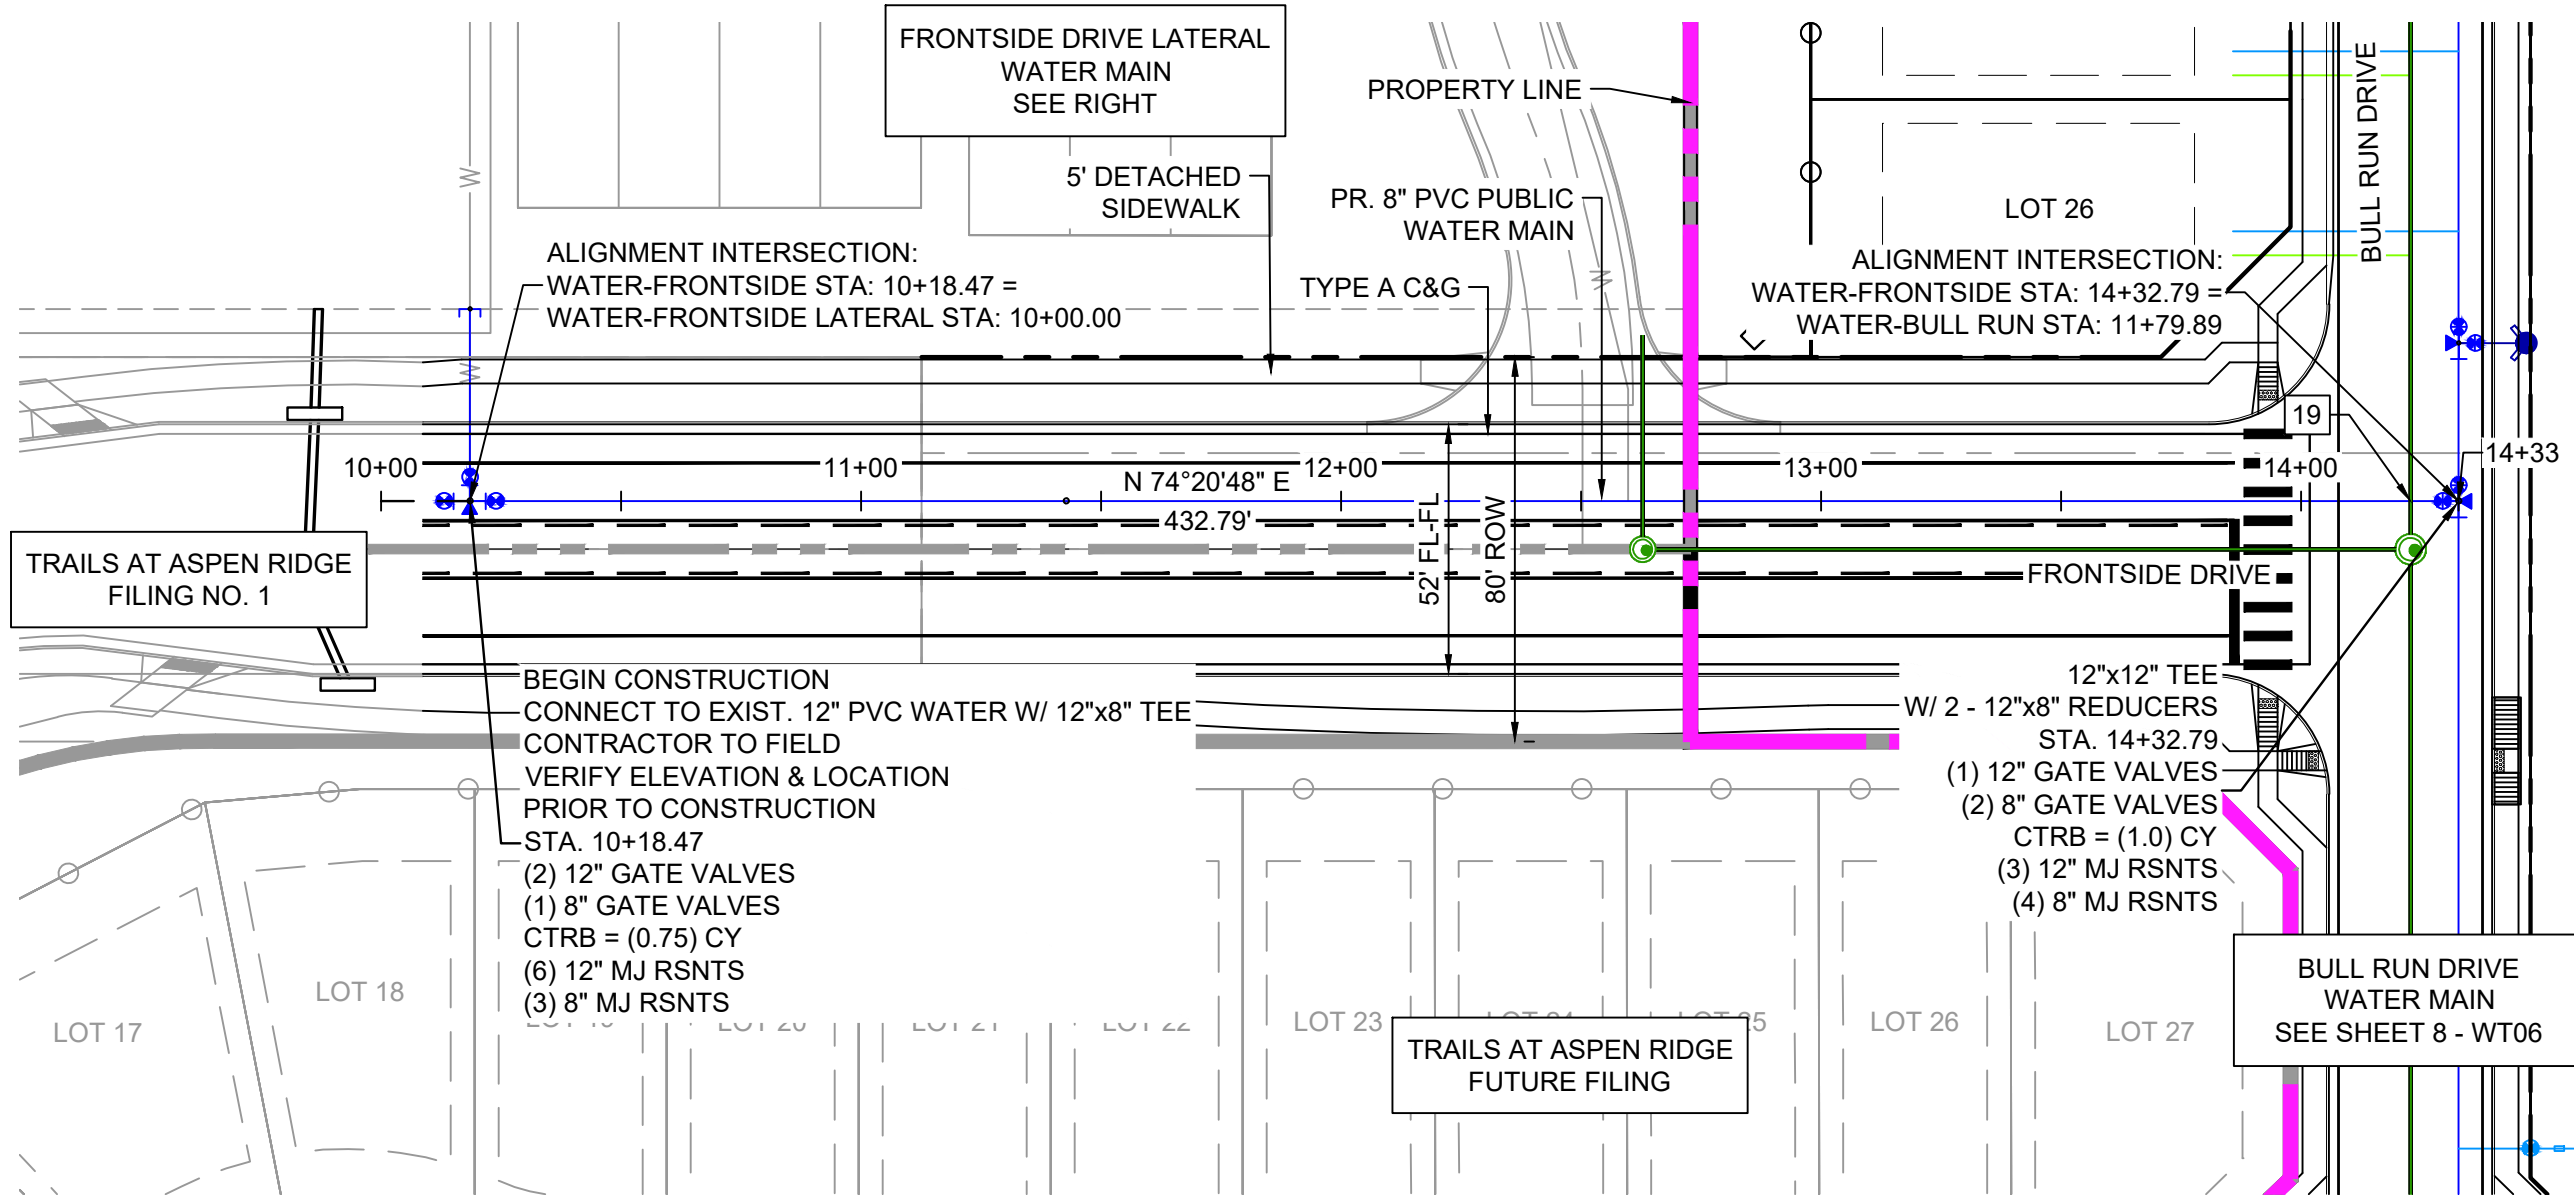 FRONTSIDE DRIVE LATERAL
WATER MAIN
SEE RIGHT
PROPERTY LINE
5' DETACHED
SIDEWALK
PR. 8" PVC PUBLIC
WATER MAIN
LOT 26
BULL RUN DRIVE
W
W
W
ALIGNMENT INTERSECTION:
WATER-FRONTSIDE STA: 10+18.47 =
WATER-FRONTSIDE LATERAL STA: 10+00.00
TYPE A C&G
ALIGNMENT INTERSECTION:
WATER-FRONTSIDE STA: 14+32.79 =
WATER-BULL RUN STA: 11+79.89
19
10+00
11+00
12+00
13+00
14+00
14+33
N 74°20'48" E
432.79'
52' FL-FL
80' ROW
TRAILS AT ASPEN RIDGE
FILING NO. 1
FRONTSIDE DRIVE
BEGIN CONSTRUCTION
CONNECT TO EXIST. 12" PVC WATER W/ 12"x8" TEE
CONTRACTOR TO FIELD
VERIFY ELEVATION & LOCATION
PRIOR TO CONSTRUCTION
STA. 10+18.47
(2) 12" GATE VALVES
(1) 8" GATE VALVES
CTRB = (0.75) CY
(6) 12" MJ RSNTS
(3) 8" MJ RSNTS
12"x12" TEE
W/ 2 - 12"x8" REDUCERS
STA. 14+32.79
(1) 12" GATE VALVES
(2) 8" GATE VALVES
CTRB = (1.0) CY
(3) 12" MJ RSNTS
(4) 8" MJ RSNTS
LOT 17
LOT 18
LOT 20
LOT 21
LOT 22
LOT 23
LOT 26
LOT 27
TRAILS AT ASPEN RIDGE
FUTURE FILING
BULL RUN DRIVE
WATER MAIN
SEE SHEET 8 - WT06